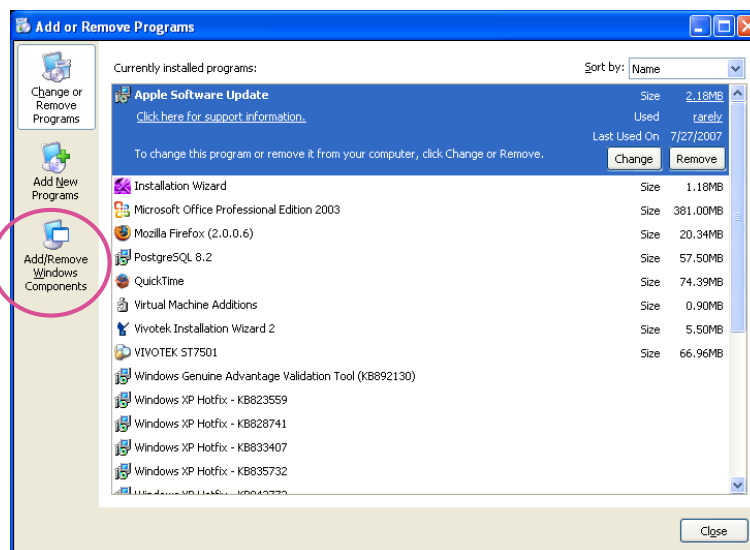 Add or Remove Programs
Change or
Remove
Programs
Add New
Programs
Add/Remove
Windows
Components
Currently installed programs:
Sort by: Name
Apple Software Update Size 2.18MB
Click here for support information. Used rarely
Last Used On 7/27/2007
To change this program or remove it from your computer, click Change or Remove. Change Remove
Installation Wizard Size 1.18MB
Microsoft Office Professional Edition 2003 Size 381.00MB
Mozilla Firefox (2.0.0.6) Size 20.34MB
PostgreSQL 8.2 Size 57.50MB
QuickTime Size 74.39MB
Virtual Machine Additions Size 0.90MB
Vivotek Installation Wizard 2 Size 5.50MB
VIVOTEK ST7501 Size 66.96MB
Windows Genuine Advantage Validation Tool (KB892130)
Windows XP Hotfix - KB823559
Windows XP Hotfix - KB828741
Windows XP Hotfix - KB833407
Windows XP Hotfix - KB835732
Windows XP Hotfix -
Close